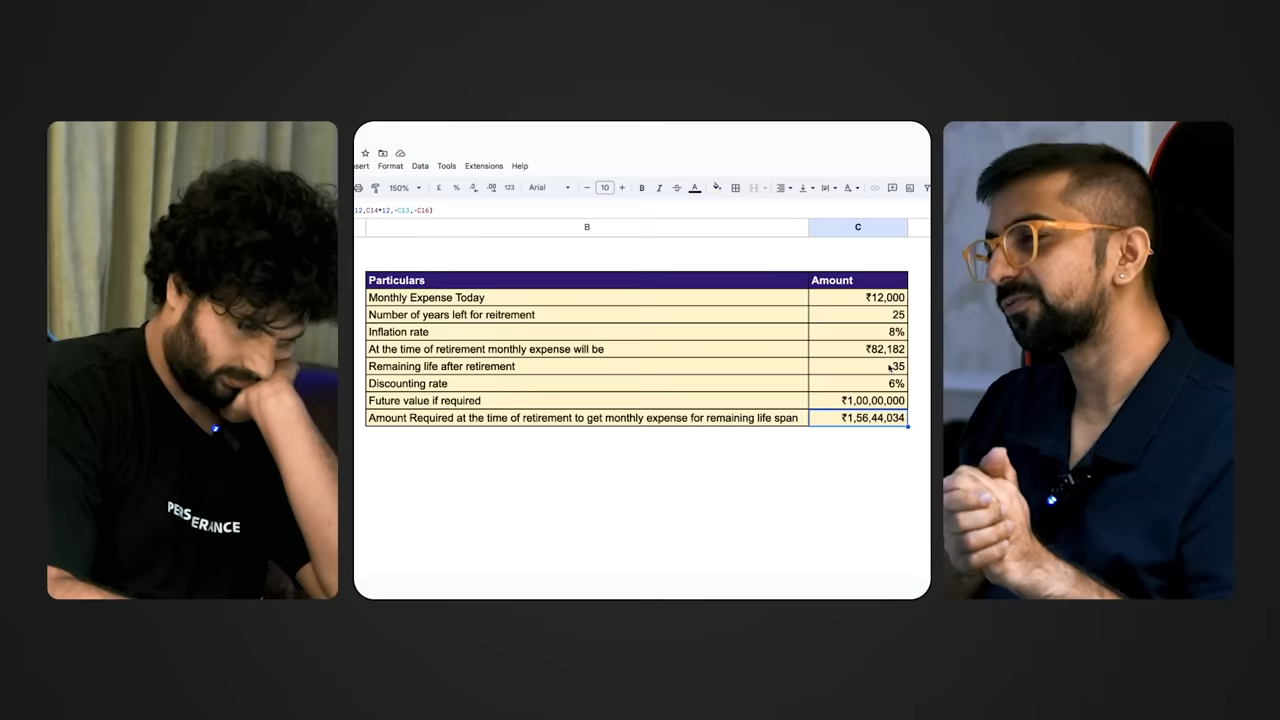 nsert Format Data Tools Extensions Help
150% £ % .0 .00 123 Arial − 10 + B I A
12,C14*12,-C13,-C16)
B C
Particulars Amount
Monthly Expense Today ₹12,000
Number of years left for reitrement 25
Inflation rate 8%
At the time of retirement monthly expense will be ₹82,182
Remaining life after retirement 35
Discounting rate 6%
Future value if required ₹1,00,00,000
Amount Required at the time of retirement to get monthly expense for remaining life span ₹1,56,44,034
PERS
ERANCE